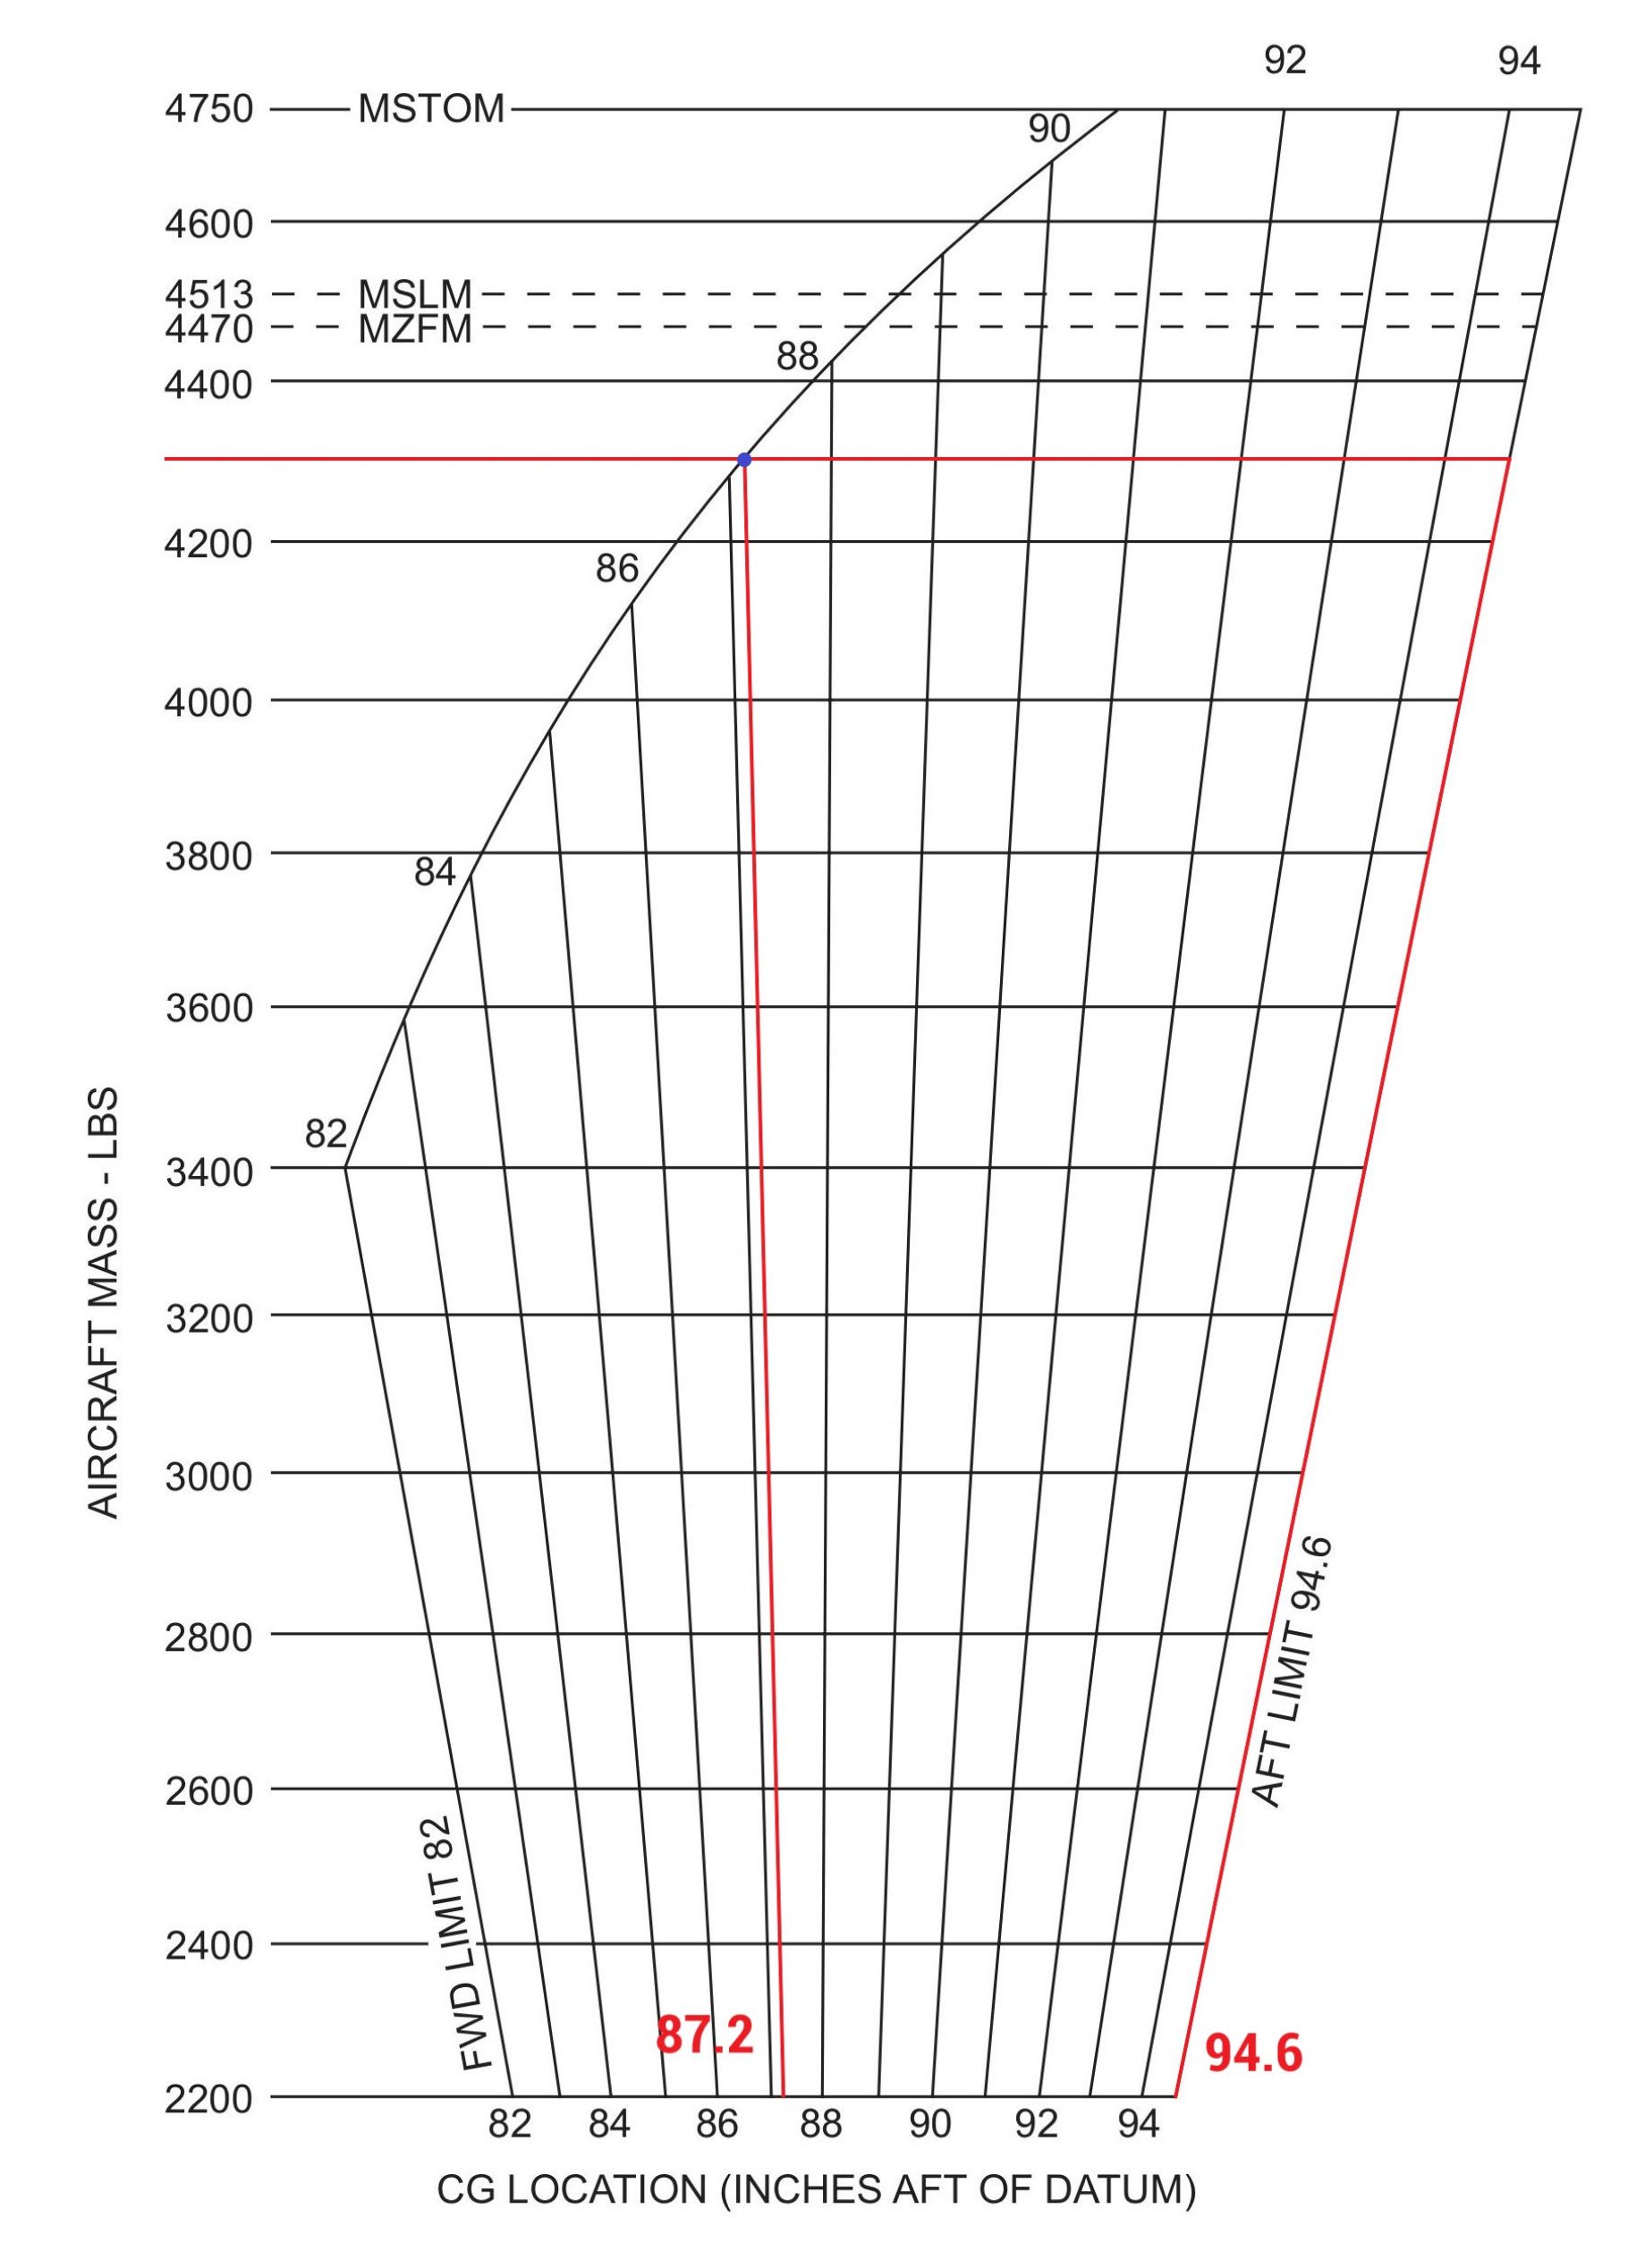 92 94
4750 MSTOM
90
4600
4513 MSLM
4470 MZFM
88
4400
4200
86
4000
3800
84
3600
82
3400
3200
3000
2800
2600
2400
2200
AIRCRAFT MASS - LBS
FWD LIMIT 82
AFT LIMIT 94.6
87.2
94.6
82 84 86 88 90 92 94
CG LOCATION (INCHES AFT OF DATUM)